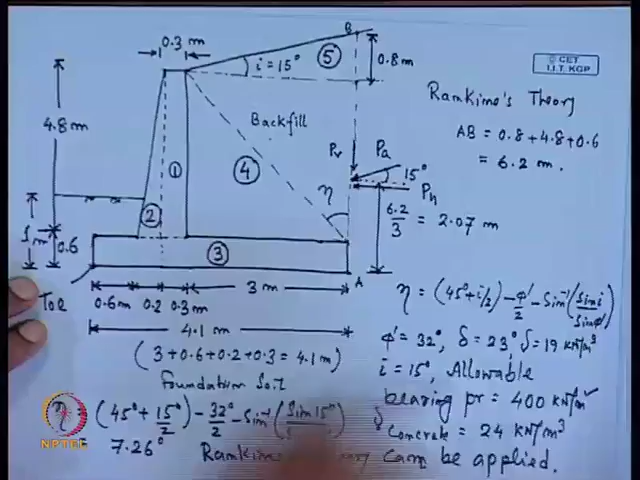 B
0.3 m
⑤
0.8 m
i = 15°
© CET
I.I.T. KGP
Rankine's Theory
4.8 m
AB = 0.8 + 4.8 + 0.6
= 6.2 m.
Backfill
Pv
Pa
15°
①
④
η
Ph
②
1 m
0.6
6.2/3 = 2.07 m
③
A
Toe
0.6m 0.2 0.3m
3 m
4.1 m
η = (45° + i/2) - φ'/2 - Sin⁻¹(Sin i/Sin φ')
(3 + 0.6 + 0.2 + 0.3 = 4.1 m)
φ' = 32°, δ = 23°, γ = 19 kN/m³
Foundation Soil
i = 15°, Allowable
bearing pr = 400 kN/m²
η = (45° + 15°/2) - 32°/2 - Sin⁻¹(Sin 15°
γ Concrete = 24 kN/m³
= 7.26°
can be applied.
NPTEL